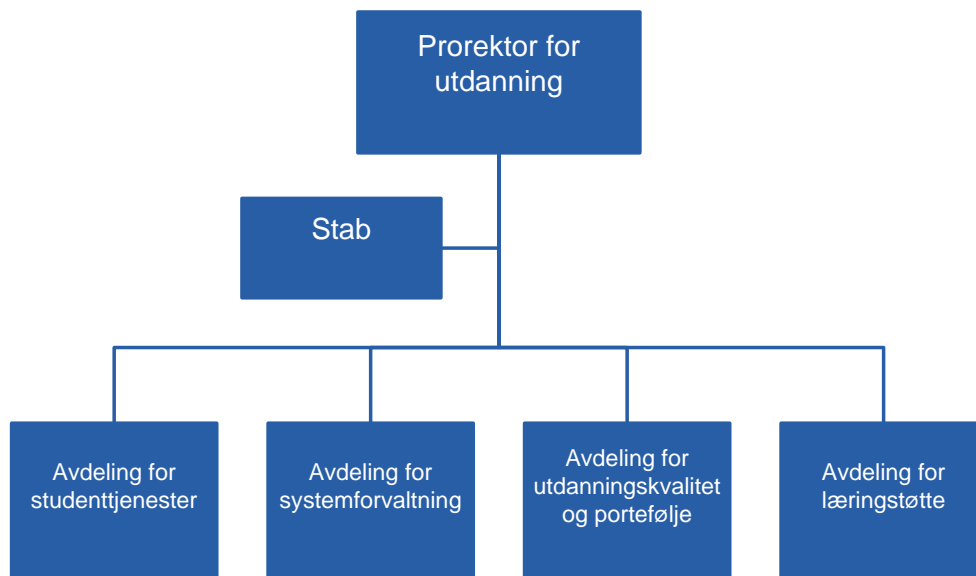 Prorektor for
utdanning
Stab
Avdeling for
studenttjenester
Avdeling for
systemforvaltning
Avdeling for
utdanningskvalitet
og portefølje
Avdeling for
læringstøtte